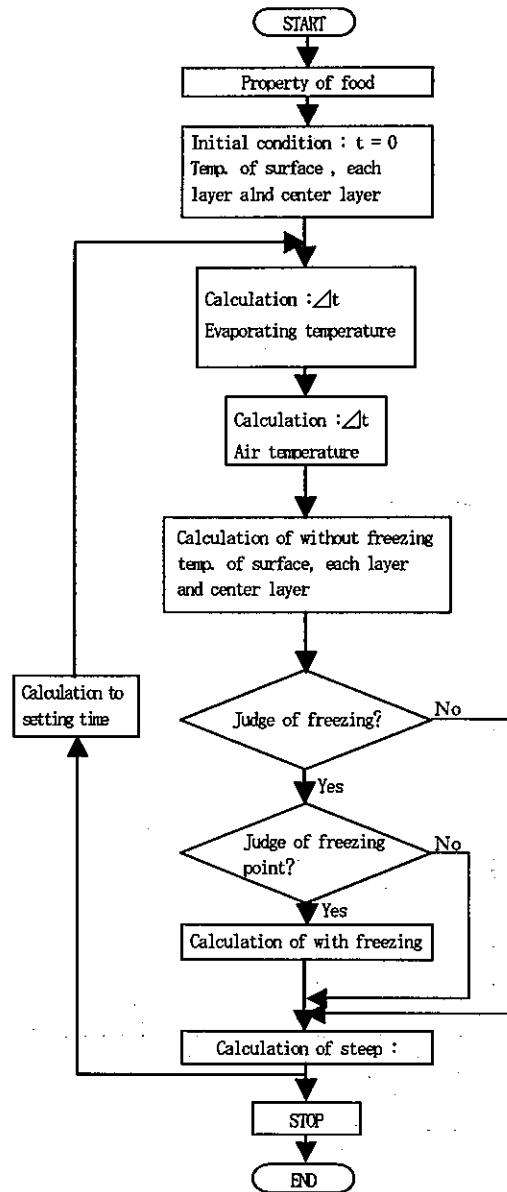 START
Property of food
Initial condition : t = 0
Temp. of surface , each
layer alnd center layer
Calculation :⊿t
Evaporating temperature
Calculation :⊿t
Air temperature
Calculation of without freezing
temp. of surface, each layer
and center layer
Calculation to
setting time
Judge of freezing?
No
Yes
Judge of freezing
point?
No
Yes
Calculation of with freezing
Calculation of steep :
STOP
END